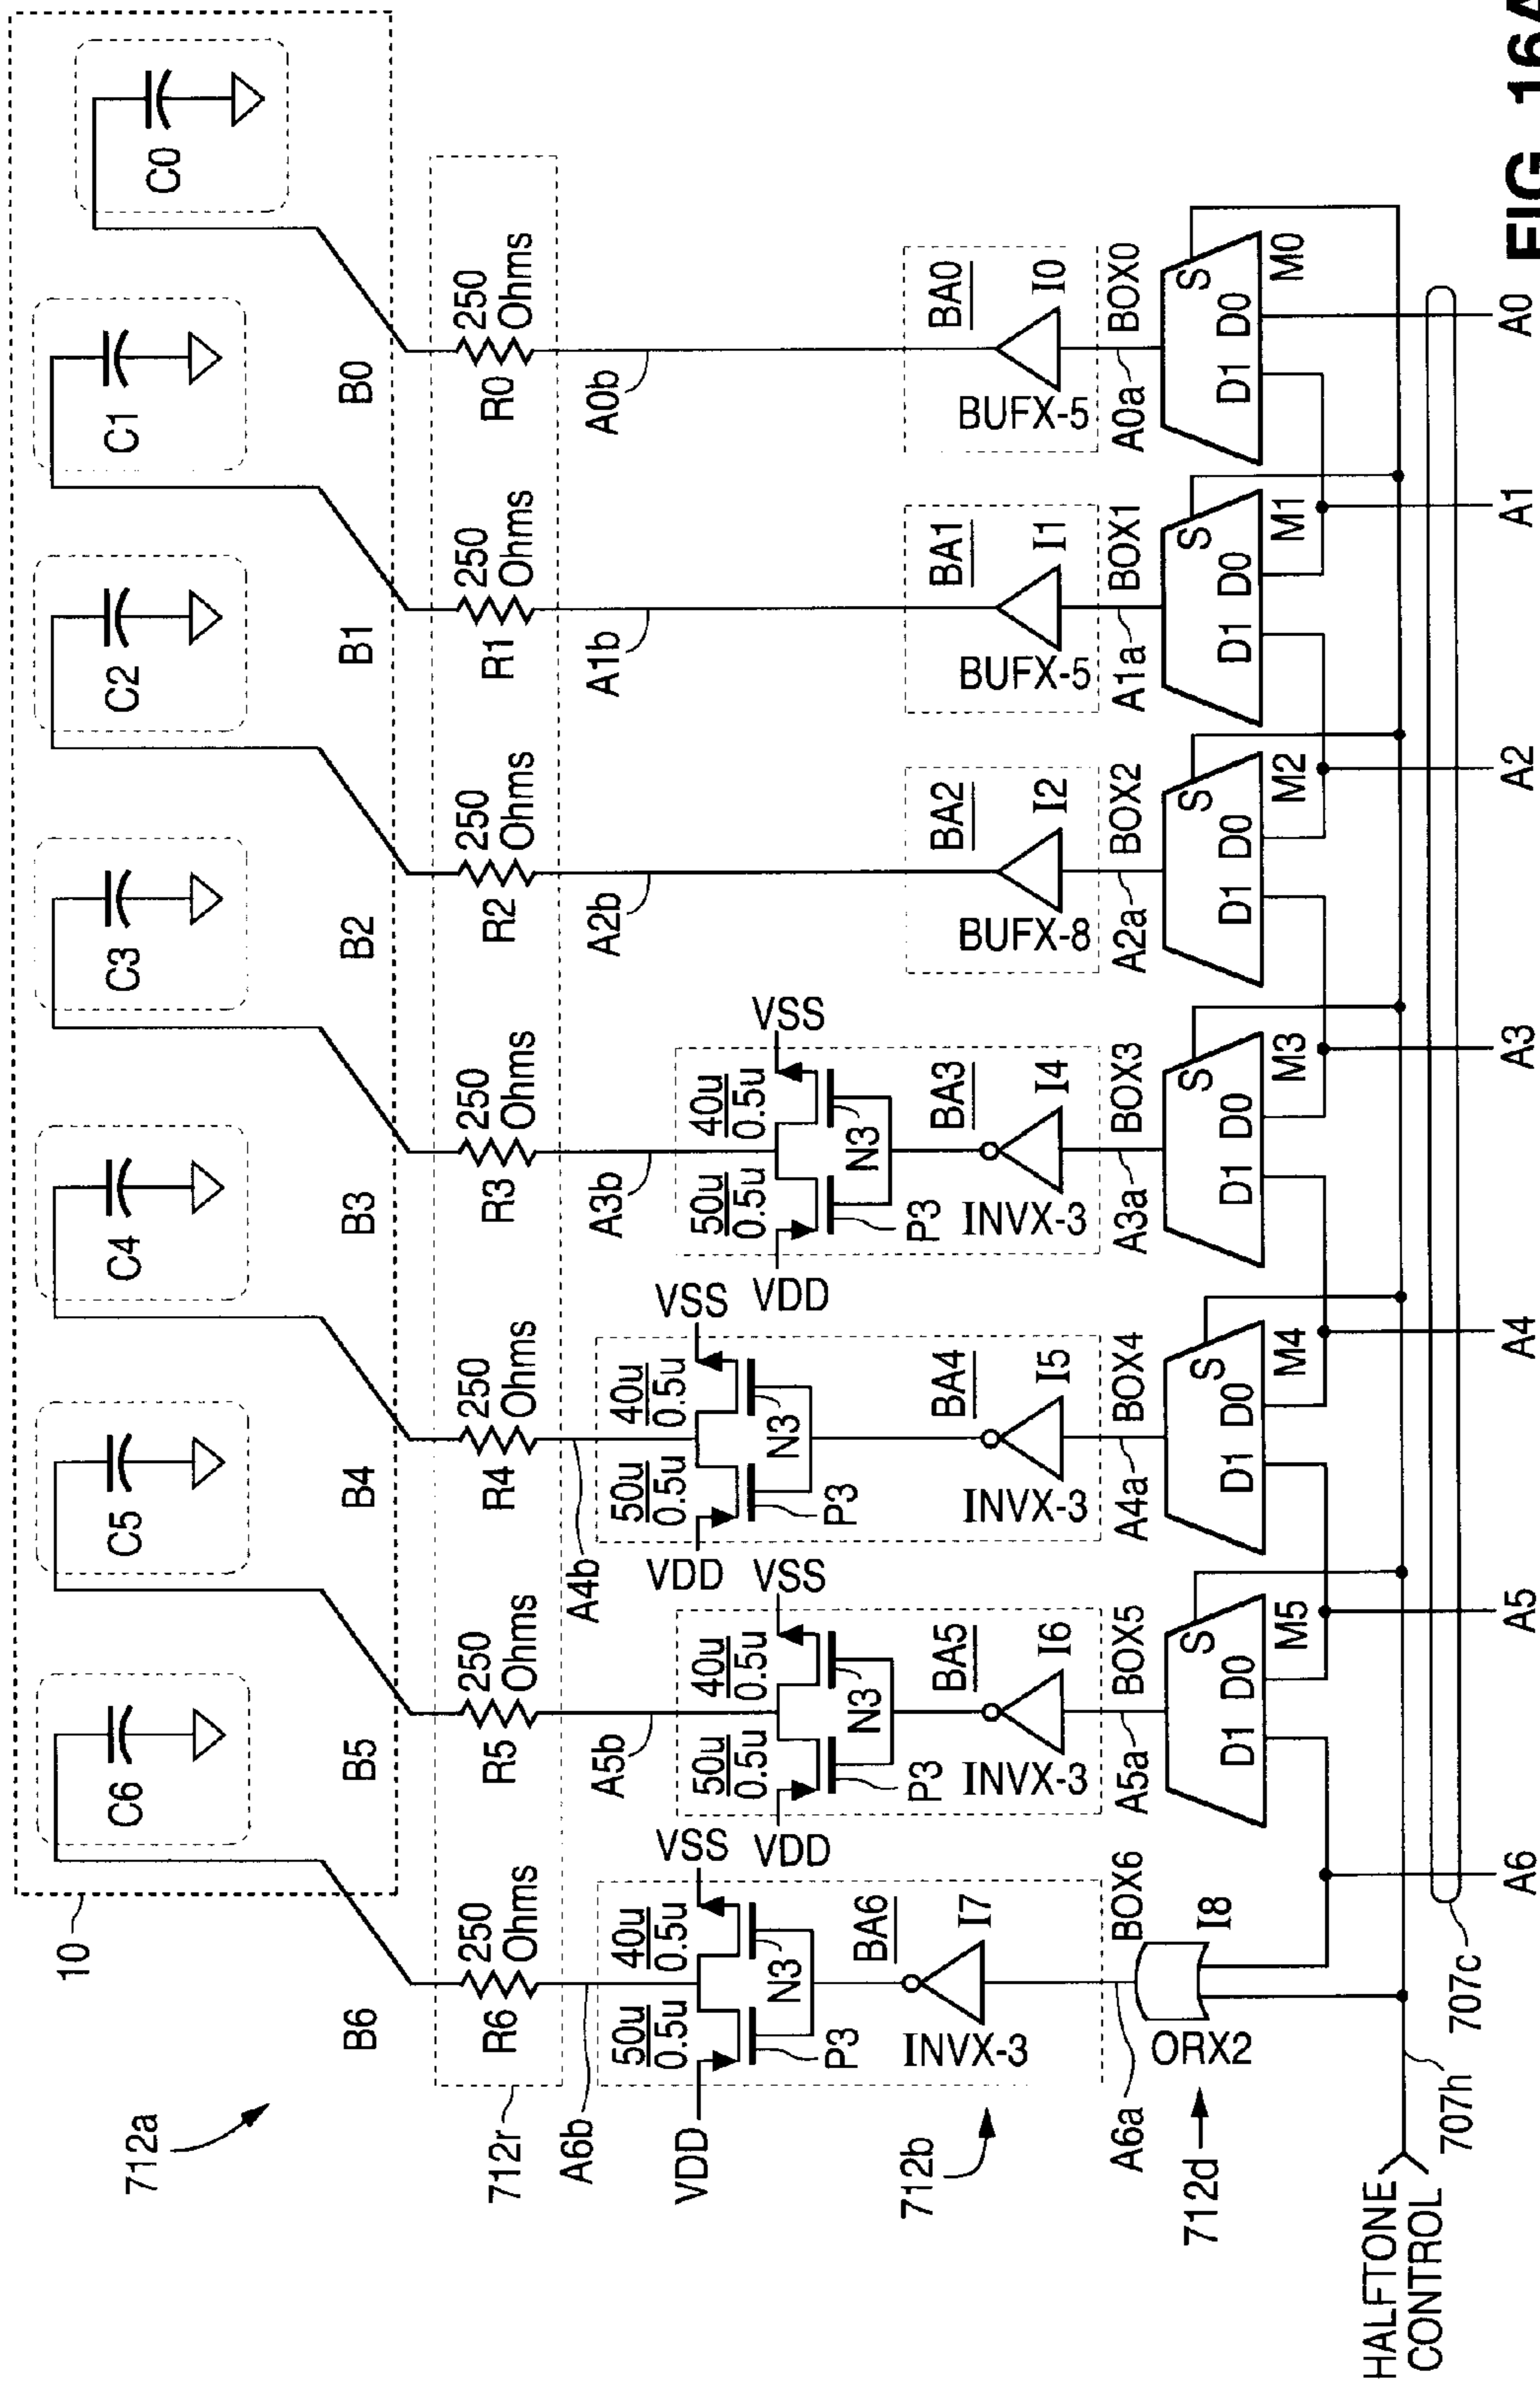 10
C6
C5
C4
C3
C2
C1
C0
712a
B6
B5
B4
B3
B2
B1
B0
712r
R6
250
Ohms
R5
250
Ohms
R4
250
Ohms
R3
250
Ohms
R2
250
Ohms
R1
250
Ohms
R0
250
Ohms
A6b
A5b
A4b
A3b
A2b
A1b
A0b
VDD
50u
0.5u
40u
0.5u
VSS
P3
N3
VDD
50u
0.5u
40u
0.5u
VSS
P3
N3
VDD
50u
0.5u
40u
0.5u
VSS
P3
N3
VDD
50u
0.5u
40u
0.5u
VSS
P3
N3
712b
BA6
INVX-3
I7
BA5
INVX-3
I6
BA4
INVX-3
I5
BA3
INVX-3
I4
BA2
BUFX-8
I2
BA1
BUFX-5
I1
BA0
BUFX-5
I0
A6a
BOX6
A5a
BOX5
A4a
BOX4
A3a
BOX3
A2a
BOX2
A1a
BOX1
A0a
BOX0
712d
ORX2
I8
D1 D0 S
M5
D1 D0 S
M4
D1 D0 S
M3
D1 D0 S
M2
D1 D0 S
M1
D1 D0 S
M0
HALFTONE
CONTROL
707h
707c
A6
A5
A4
A3
A2
A1
A0
FIG. 16A